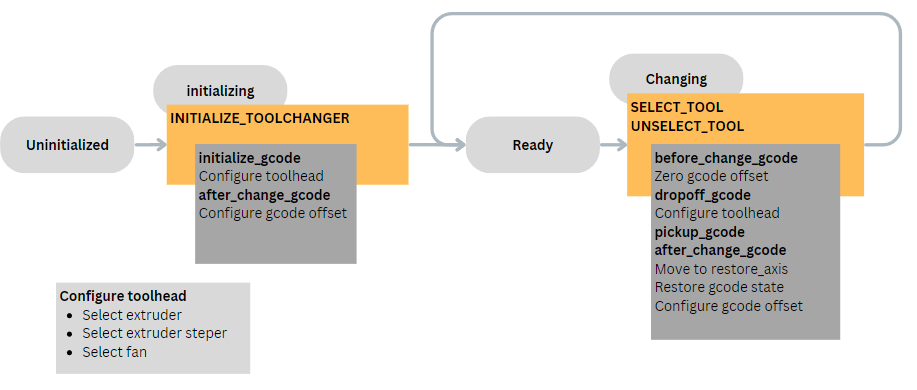 Uninitialized
initializing
INITIALIZE_TOOLCHANGER
initialize_gcode
Configure toolhead
after_change_gcode
Configure gcode offset
Ready
Changing
SELECT_TOOL
UNSELECT_TOOL
before_change_gcode
Zero gcode offset
dropoff_gcode
Configure toolhead
pickup_gcode
after_change_gcode
Move to restore_axis
Restore gcode state
Configure gcode offset
Configure toolhead
• Select extruder
• Select extruder steper
• Select fan